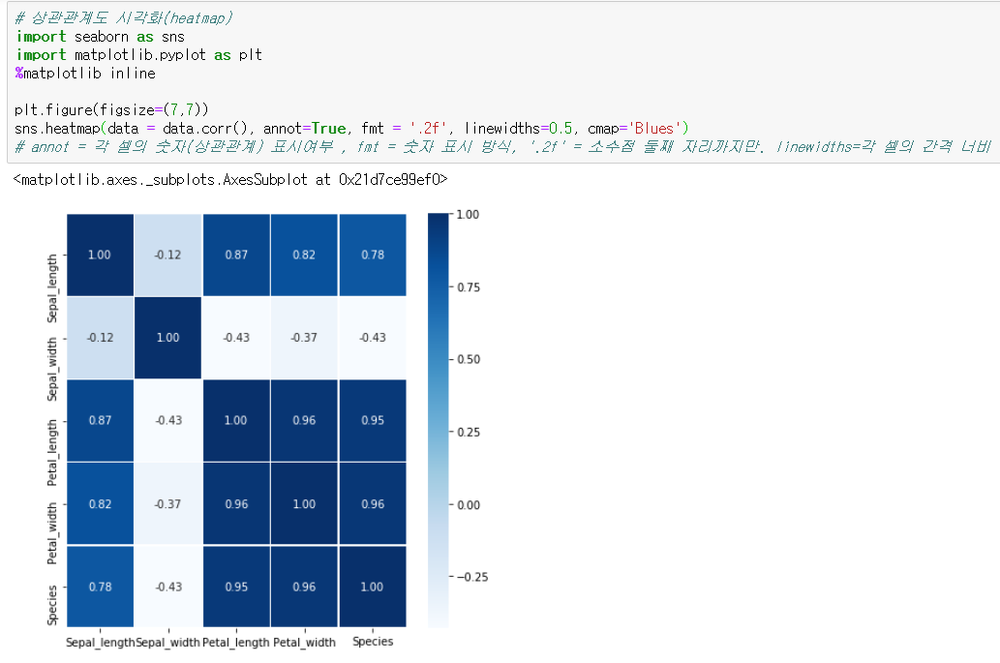 # 상관관계도 시각화(heatmap)
import seaborn as sns
import matplotlib.pyplot as plt
%matplotlib inline
plt.figure(figsize=(7,7))
sns.heatmap(data = data.corr(), annot=True, fmt = '.2f', linewidths=0.5, cmap='Blues')
# annot = 각 셀의 숫자(상관관계) 표시여부 , fmt = 숫자 표시 방식, '.2f' = 소수점 둘째 자리까지만. linewidths=각 셀의 간격 너비
<matplotlib.axes._subplots.AxesSubplot at 0x21d7ce99ef0>
Sepal_length 1.00 -0.12 0.87 0.82 0.78
Sepal_width -0.12 1.00 -0.43 -0.37 -0.43
Petal_length 0.87 -0.43 1.00 0.96 0.95
Petal_width 0.82 -0.37 0.96 1.00 0.96
Species 0.78 -0.43 0.95 0.96 1.00
Sepal_length Sepal_width Petal_length Petal_width Species
1.00
0.75
0.50
0.25
0.00
−0.25